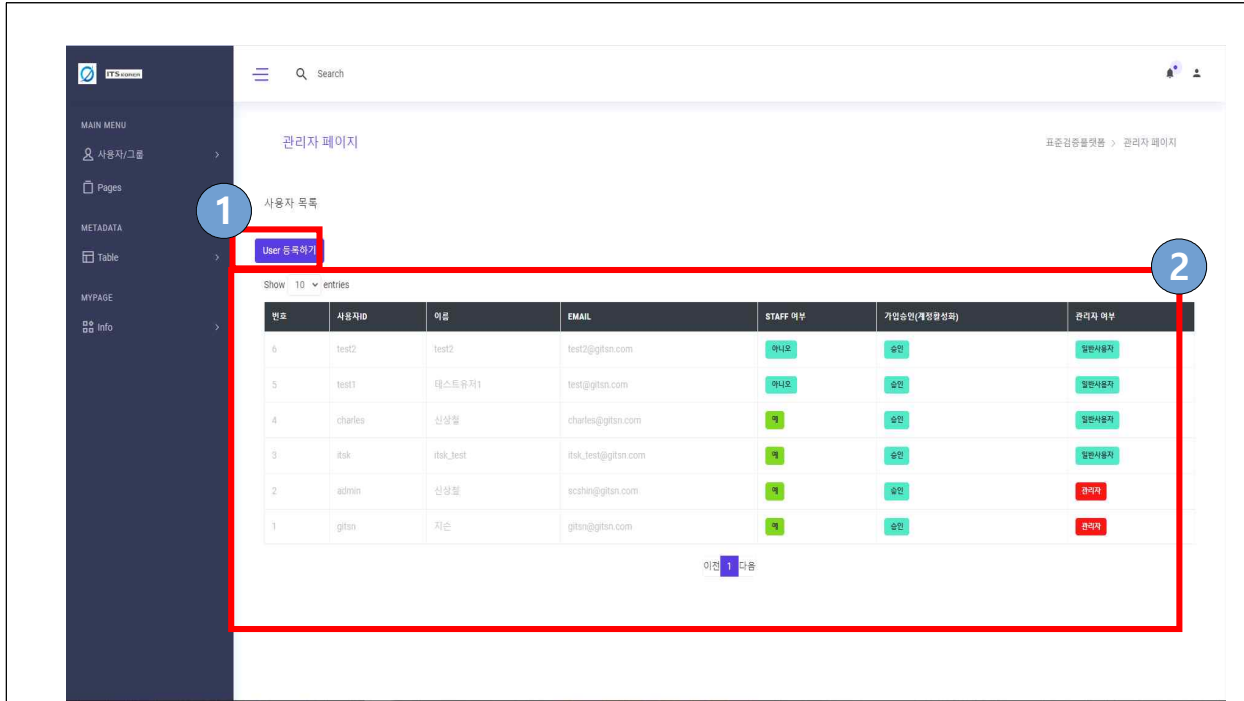 ITS KOREA
Search
MAIN MENU
사용자/그룹
Pages
METADATA
Table
MYPAGE
Info
관리자 페이지
표준검증플랫폼 > 관리자 페이지
사용자 목록
1
User 등록하기
2
Show 10 entries
번호 사용자ID 이름 EMAIL STAFF 여부 가입승인(계정활성화) 관리자 여부
6 test2 test2 test2@gitsn.com 아니오 승인 일반사용자
5 test1 테스트유저1 test@gitsn.com 아니오 승인 일반사용자
4 charles 신상철 charles@gitsn.com 예 승인 일반사용자
3 itsk itsk_test itsk_test@gitsn.com 예 승인 일반사용자
2 admin 신상철 scshin@gitsn.com 예 승인 관리자
1 gitsn 지슨 gitsn@gitsn.com 예 승인 관리자
이전 1 다음